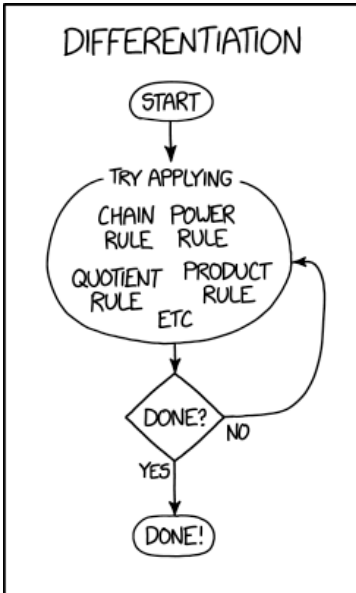 DIFFERENTIATION
START
TRY APPLYING
CHAIN POWER
RULE RULE
QUOTIENT PRODUCT
RULE RULE
ETC
DONE?
NO
YES
DONE!